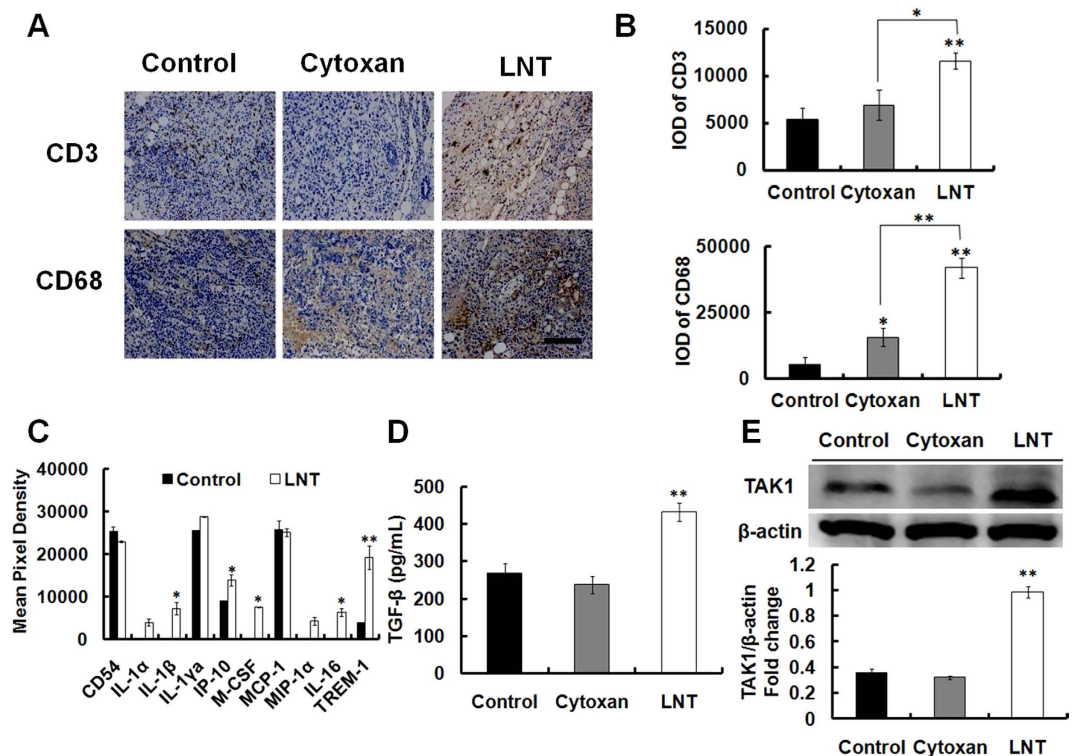 A
Control Cytoxan LNT
CD3
CD68
B
IOD of CD3
15000
10000
5000
0
*
**
Control Cytoxan LNT
IOD of CD68
50000
25000
0
**
*
**
Control Cytoxan LNT
C
Mean Pixel Density
40000
30000
20000
10000
0
Control LNT
* * * * **
CD54 IL-1α IL-1β IL-1γa IP-10 M-CSF MCP-1 MIP-1α IL-16 TREM-1
D
TGF-β (pg/mL)
500
400
300
200
100
0
**
Control Cytoxan LNT
E
Control Cytoxan LNT
TAK1
β-actin
TAK1/β-actin
Fold change
1.2
1
0.8
0.6
0.4
0.2
0
**
Control Cytoxan LNT